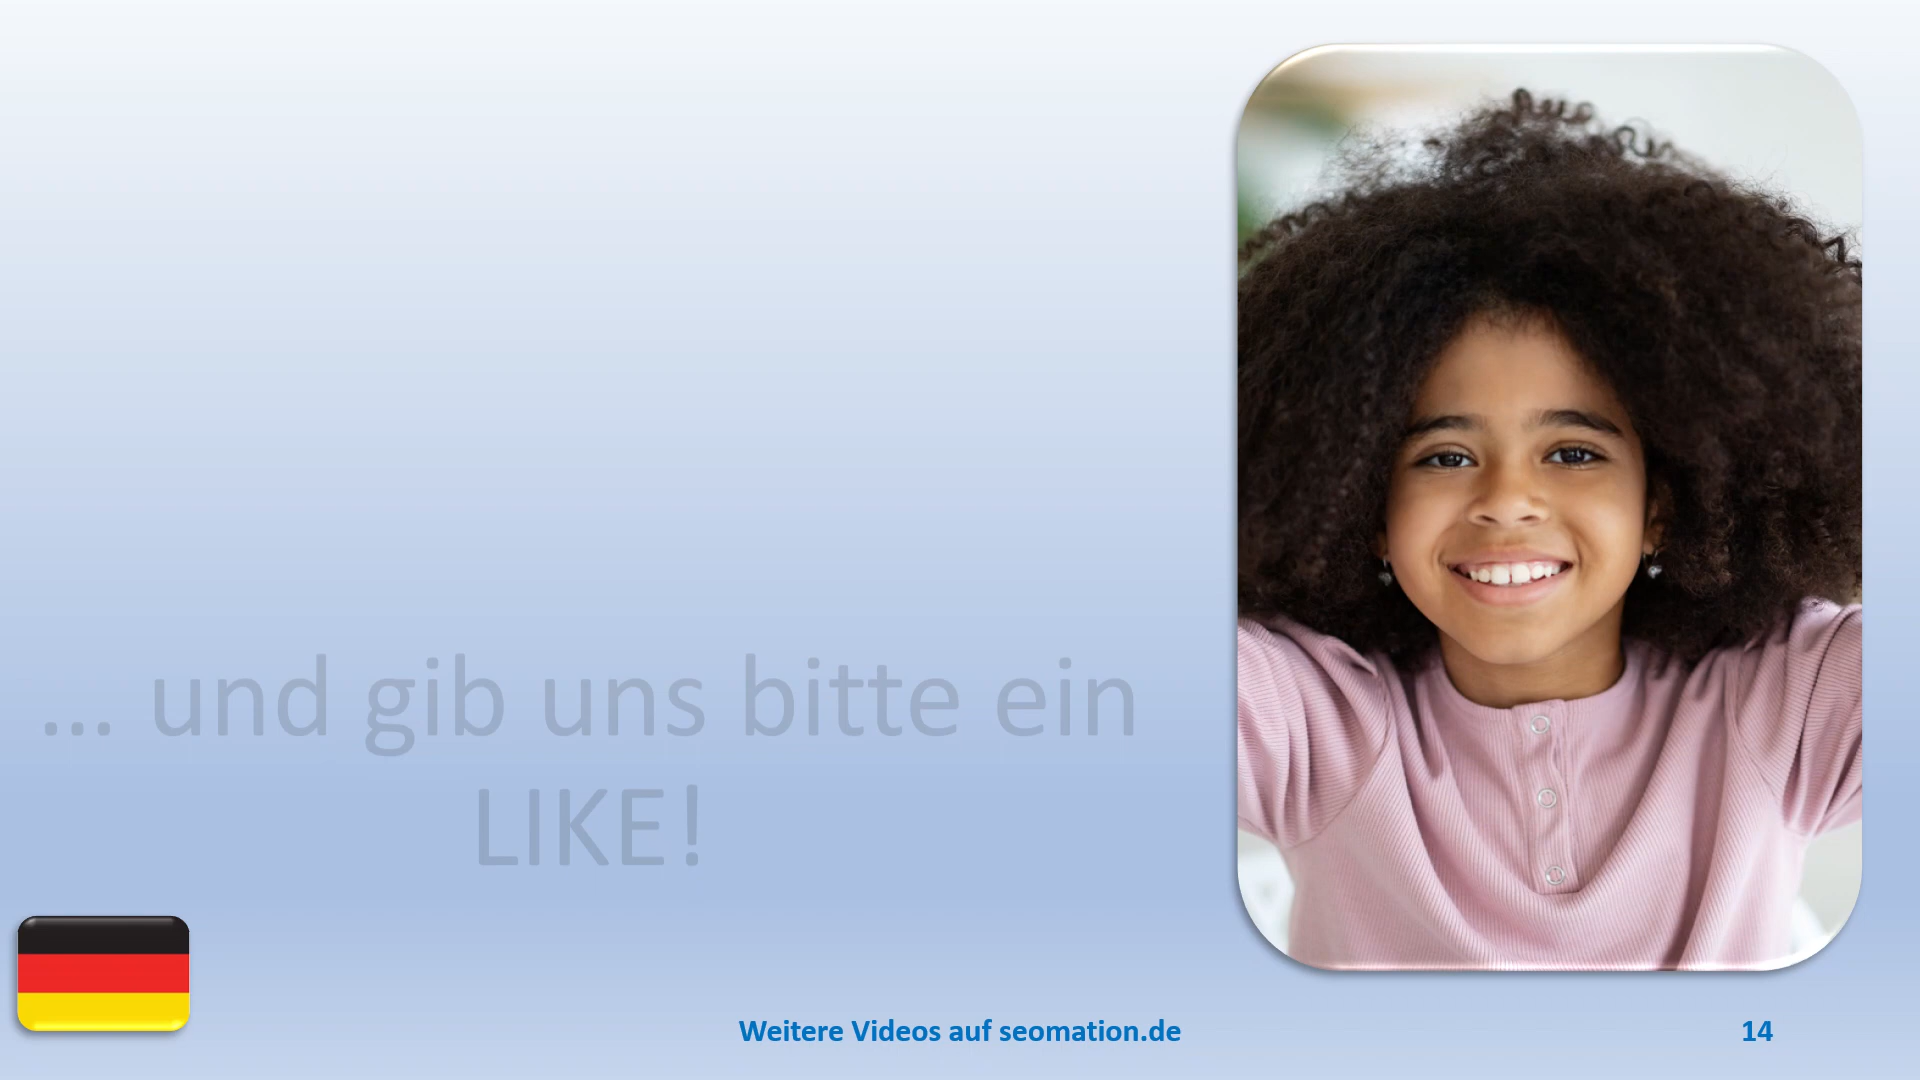 ... und gib uns bitte ein
LIKE!
Weitere Videos auf seomation.de
14